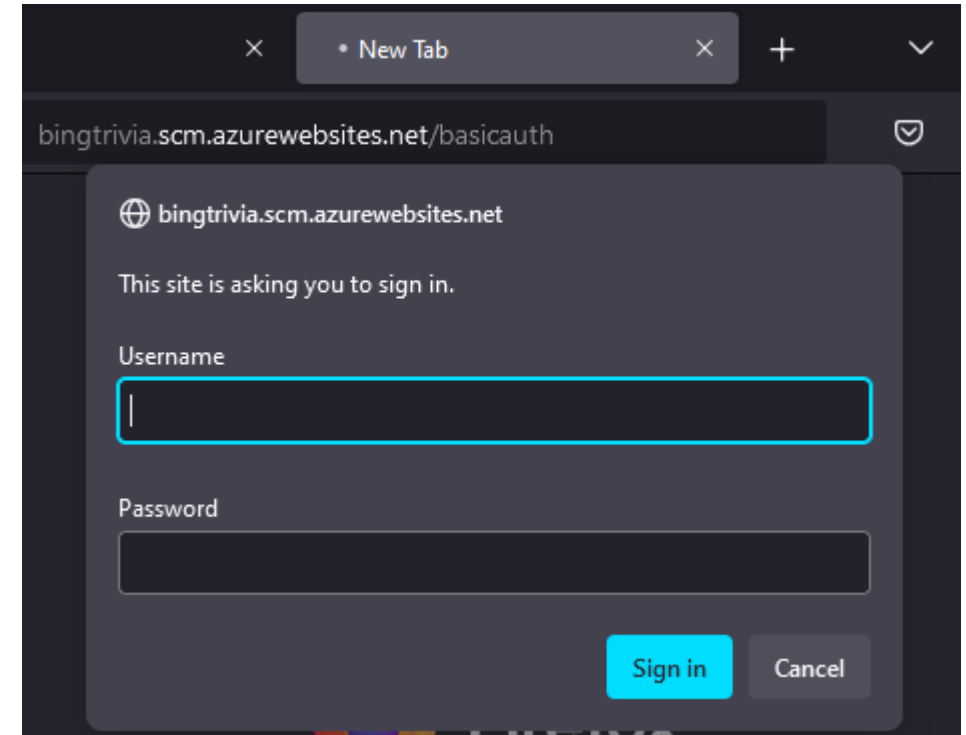 New Tab
bingtrivia.scm.azurewebsites.net/basicauth
bingtrivia.scm.azurewebsites.net
This site is asking you to sign in.
Username
Password
Sign in Cancel